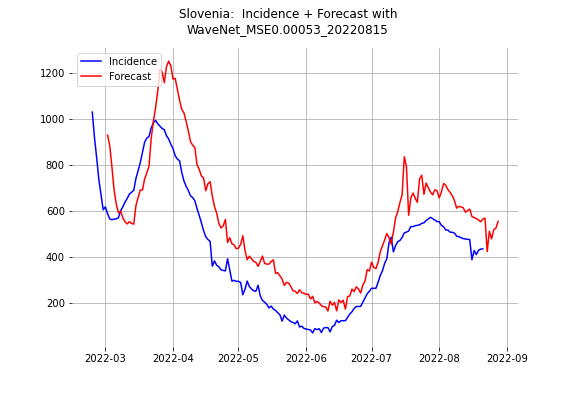 Slovenia:  Incidence + Forecast with
WaveNet_MSE0.00053_20220815
Incidence
Forecast
1200
1000
800
600
400
200
2022-03 2022-04 2022-05 2022-06 2022-07 2022-08 2022-09